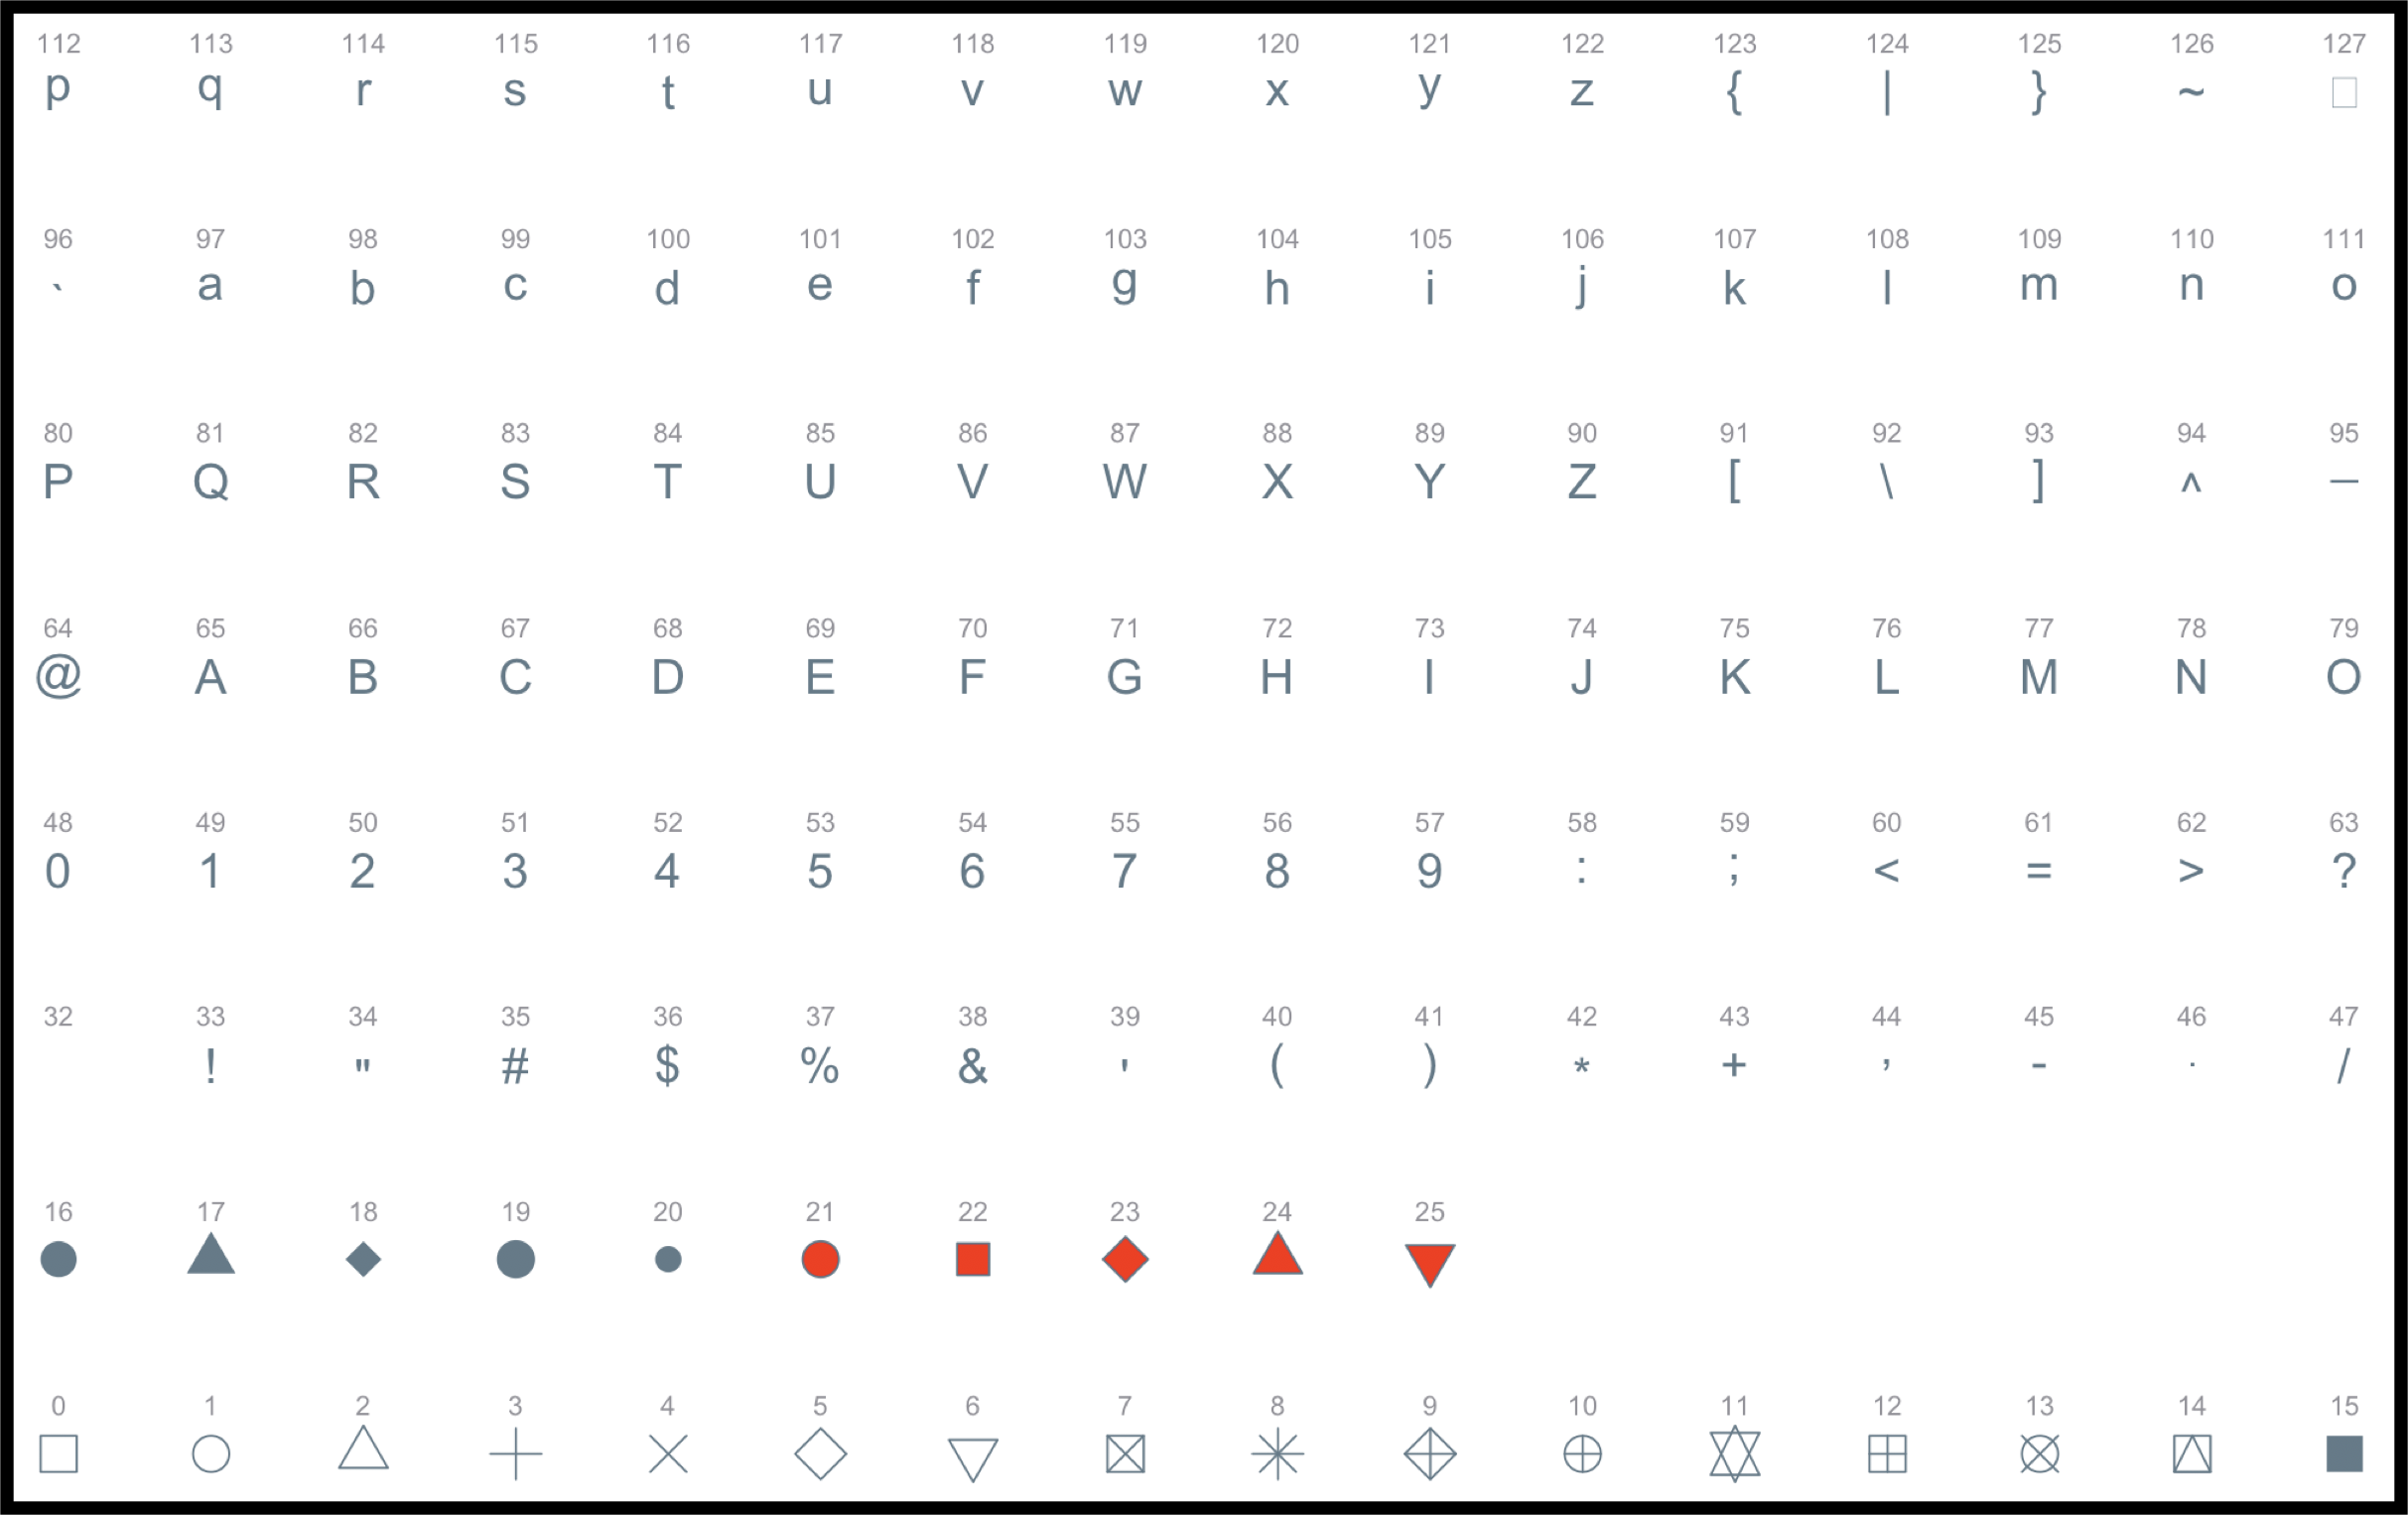 112 113 114 115 116 117 118 119 120 121 122 123 124 125 126 127
p q r s t u v w x y z { | } ~
96 97 98 99 100 101 102 103 104 105 106 107 108 109 110 111
` a b c d e f g h i j k l m n o
80 81 82 83 84 85 86 87 88 89 90 91 92 93 94 95
P Q R S T U V W X Y Z [ \ ] ^ _
64 65 66 67 68 69 70 71 72 73 74 75 76 77 78 79
@ A B C D E F G H I J K L M N O
48 49 50 51 52 53 54 55 56 57 58 59 60 61 62 63
0 1 2 3 4 5 6 7 8 9 : ; < = > ?
32 33 34 35 36 37 38 39 40 41 42 43 44 45 46 47
! " # $ % & ' ( ) * + , - . /
16 17 18 19 20 21 22 23 24 25
0 1 2 3 4 5 6 7 8 9 10 11 12 13 14 15